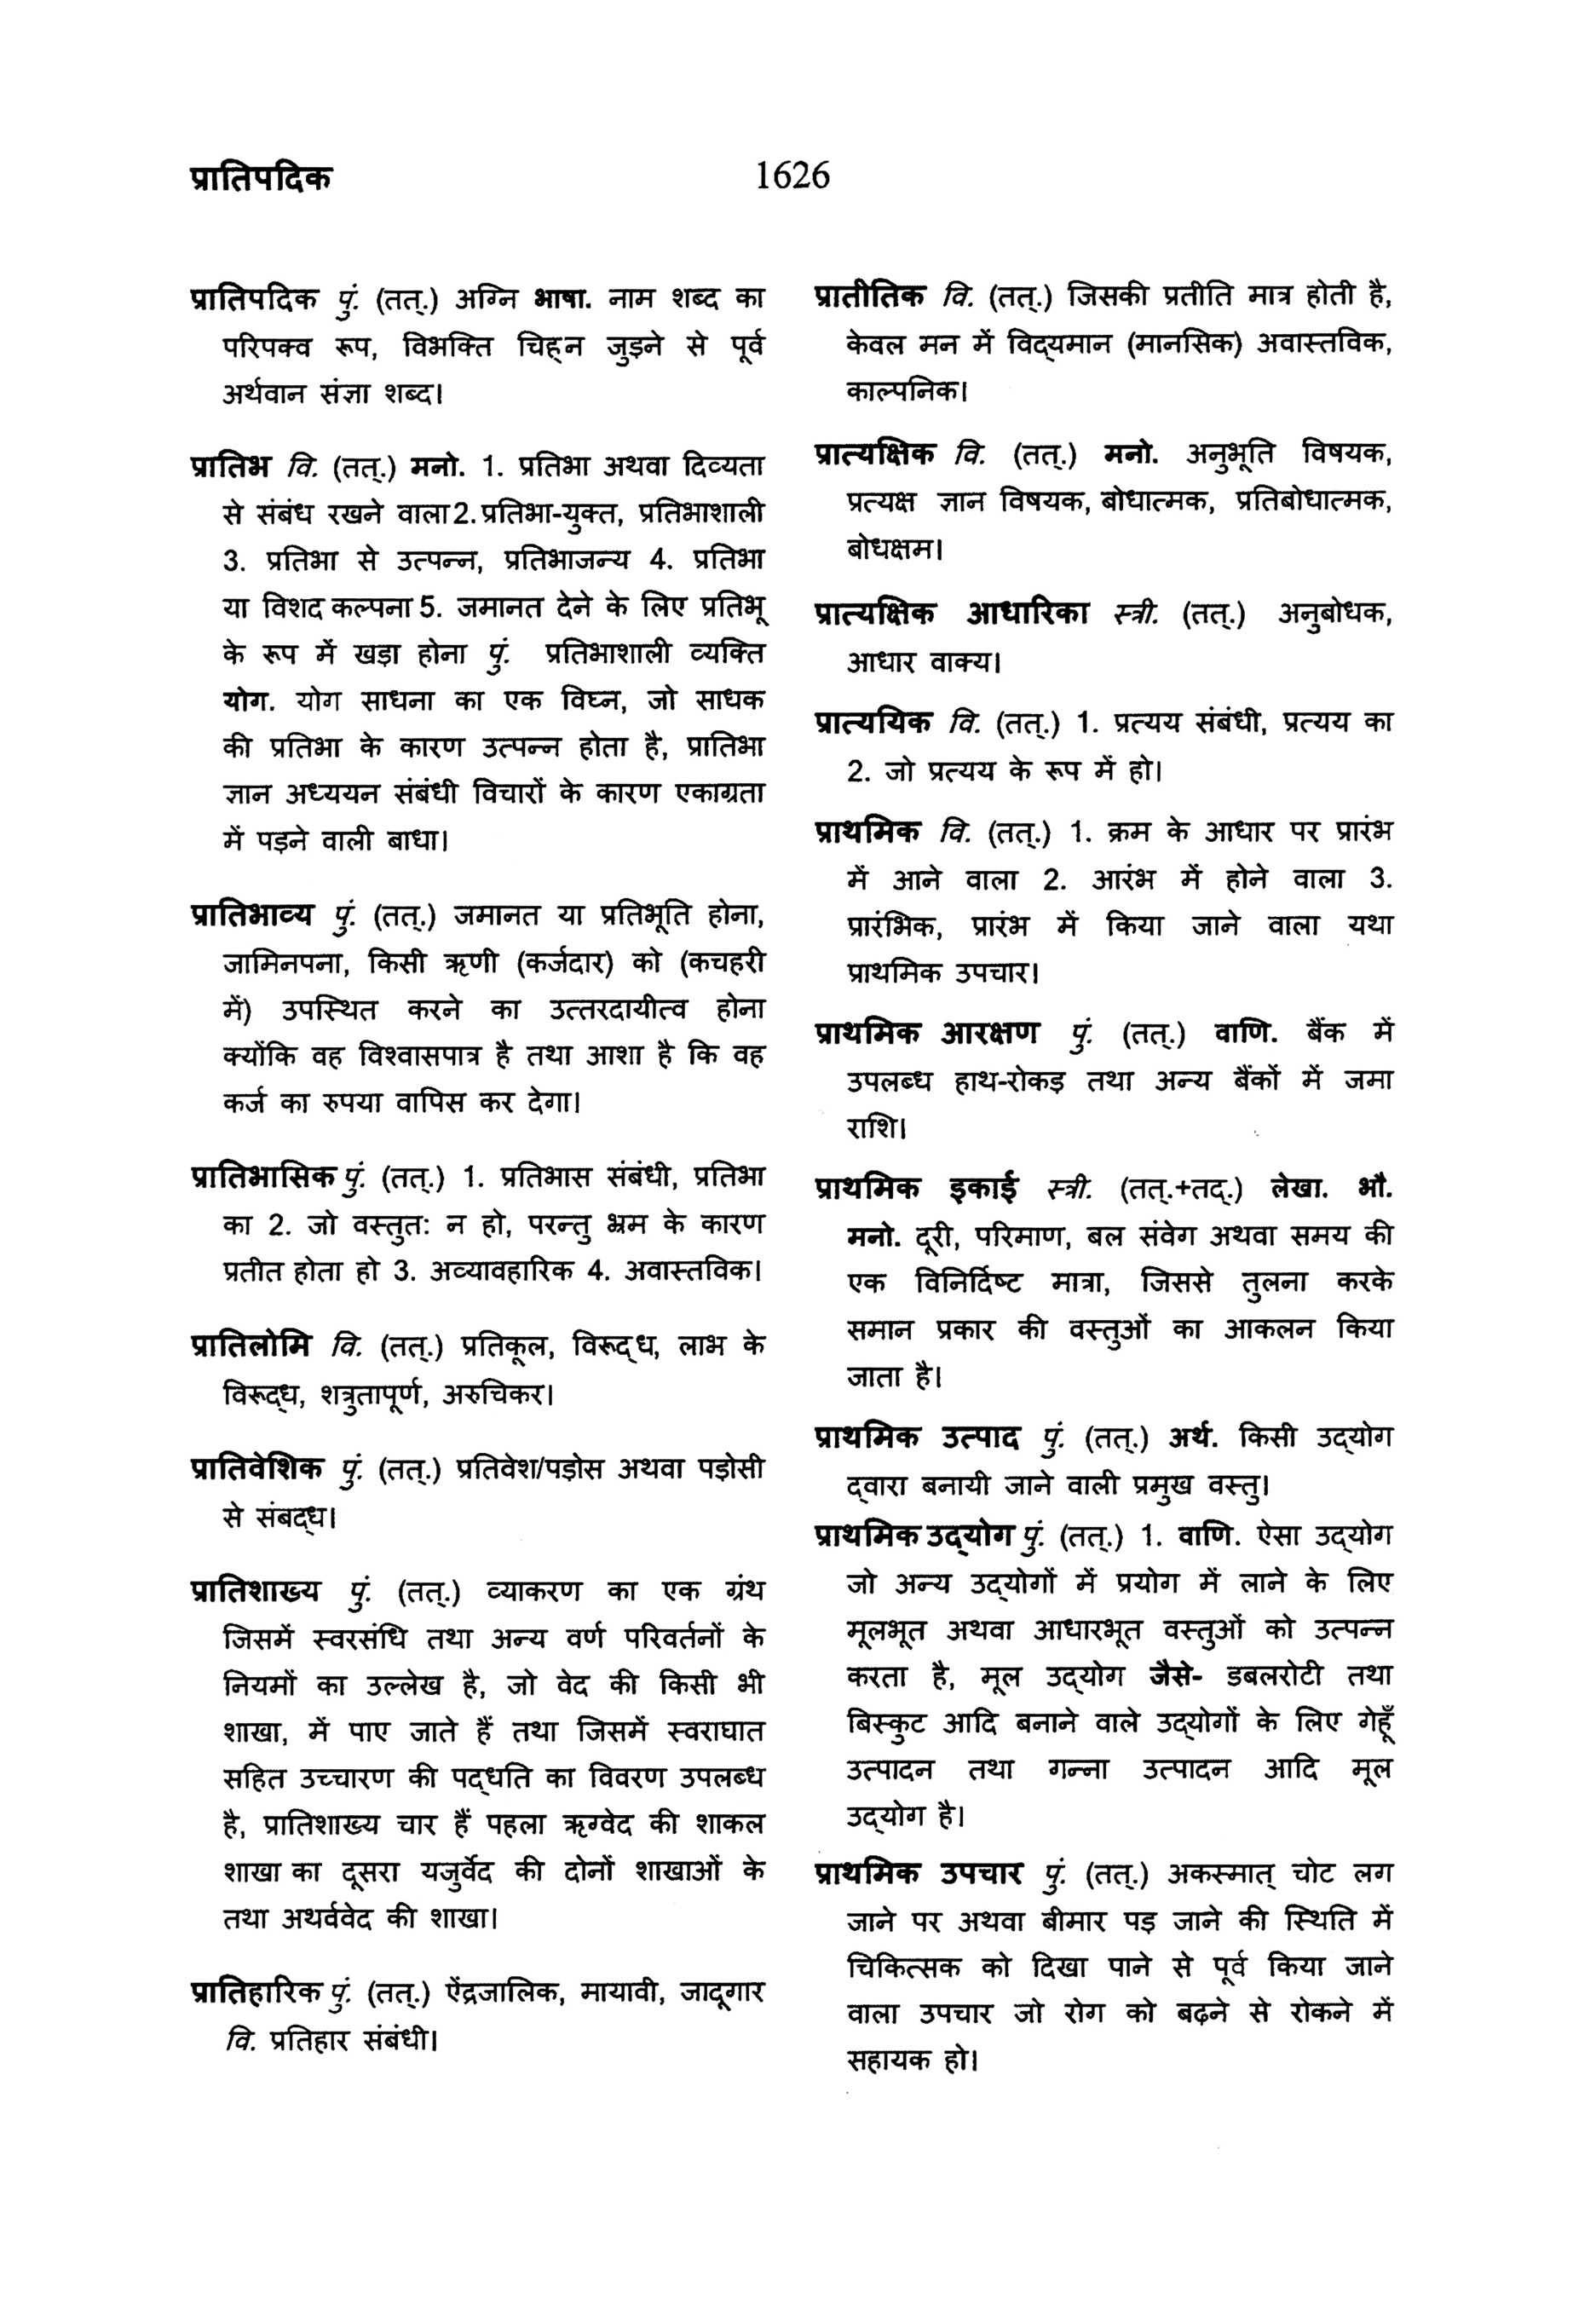 प्रातिपदिक
1626
प्रातिपदिक पुं. (तत्.) अग्नि भाषा. नाम शब्द का
परिपक्व रूप, विभक्ति चिह्न जुड़ने से पूर्व
अर्थवान संज्ञा शब्द।
प्रातिभ वि. (तत्.) मनो. 1. प्रतिभा अथवा दिव्यता
से संबंध रखने वाला 2. प्रतिभा-युक्त, प्रतिभाशाली
3. प्रतिभा से उत्पन्न, प्रतिभाजन्य 4. प्रतिभा
या विशद कल्पना 5. जमानत देने के लिए प्रतिभू
के रूप में खड़ा होना पुं. प्रतिभाशाली व्यक्ति
योग. योग साधना का एक विघ्न, जो साधक
की प्रतिभा के कारण उत्पन्न होता है, प्रातिभा
ज्ञान अध्ययन संबंधी विचारों के कारण एकाग्रता
में पड़ने वाली बाधा।
प्रातिभाव्य पुं. (तत्.) जमानत या प्रतिभूति होना,
जामिनपना, किसी ऋणी (कर्जदार) को (कचहरी
में) उपस्थित करने का उत्तरदायीत्व होना
क्योंकि वह विश्वासपात्र है तथा आशा है कि वह
कर्ज का रुपया वापिस कर देगा।
प्रातिभासिक पुं. (तत्.) 1. प्रतिभास संबंधी, प्रतिभा
का 2. जो वस्तुतः न हो, परन्तु भ्रम के कारण
प्रतीत होता हो 3. अव्यावहारिक 4. अवास्तविक।
प्रातिलोमि वि. (तत्.) प्रतिकूल, विरूद्ध, लाभ के
विरूद्ध, शत्रुतापूर्ण, अरुचिकर।
प्रातिवेशिक पुं. (तत्.) प्रतिवेश/पड़ोस अथवा पड़ोसी
से संबद्ध।
प्रातिशाख्य पुं. (तत्.) व्याकरण का एक ग्रंथ
जिसमें स्वरसंधि तथा अन्य वर्ण परिवर्तनों के
नियमों का उल्लेख है, जो वेद की किसी भी
शाखा, में पाए जाते हैं तथा जिसमें स्वराघात
सहित उच्चारण की पद्धति का विवरण उपलब्ध
है, प्रातिशाख्य चार हैं पहला ऋग्वेद की शाकल
शाखा का दूसरा यजुर्वेद की दोनों शाखाओं के
तथा अथर्ववेद की शाखा।
प्रातिहारिक पुं. (तत्.) ऐंद्रजालिक, मायावी, जादूगार
वि. प्रतिहार संबंधी।
प्रातीतिक वि. (तत्.) जिसकी प्रतीति मात्र होती है,
केवल मन में विद्यमान (मानसिक) अवास्तविक,
काल्पनिक।
प्रात्यक्षिक वि. (तत्.) मनो. अनुभूति विषयक,
प्रत्यक्ष ज्ञान विषयक, बोधात्मक, प्रतिबोधात्मक,
बोधक्षम।
प्रात्यक्षिक आधारिका स्त्री. (तत्.) अनुबोधक,
आधार वाक्य।
प्रात्ययिक वि. (तत्.) 1. प्रत्यय संबंधी, प्रत्यय का
2. जो प्रत्यय के रूप में हो।
प्राथमिक वि. (तत्.) 1. क्रम के आधार पर प्रारंभ
में आने वाला 2. आरंभ में होने वाला 3.
प्रारंभिक, प्रारंभ में किया जाने वाला यथा
प्राथमिक उपचार।
प्राथमिक आरक्षण पुं. (तत्.) वाणि. बैंक में
उपलब्ध हाथ-रोकड़ तथा अन्य बैंकों में जमा
राशि।
प्राथमिक इकाई स्त्री. (तत्.+तद्.) लेखा. भौ.
मनो. दूरी, परिमाण, बल संवेग अथवा समय की
एक विनिर्दिष्ट मात्रा, जिससे तुलना करके
समान प्रकार की वस्तुओं का आकलन किया
जाता है।
प्राथमिक उत्पाद पुं. (तत्.) अर्थ. किसी उद्योग
द्वारा बनायी जाने वाली प्रमुख वस्तु।
प्राथमिक उद्योग पुं. (तत्.) 1. वाणि. ऐसा उद्योग
जो अन्य उद्योगों में प्रयोग में लाने के लिए
मूलभूत अथवा आधारभूत वस्तुओं को उत्पन्न
करता है, मूल उद्योग जैसे- डबलरोटी तथा
बिस्कुट आदि बनाने वाले उद्योगों के लिए गेहूँ
उत्पादन तथा गन्ना उत्पादन आदि मूल
उद्योग है।
प्राथमिक उपचार पुं. (तत्.) अकस्मात् चोट लग
जाने पर अथवा बीमार पड़ जाने की स्थिति में
चिकित्सक को दिखा पाने से पूर्व किया जाने
वाला उपचार जो रोग को बढ़ने से रोकने में
सहायक हो।